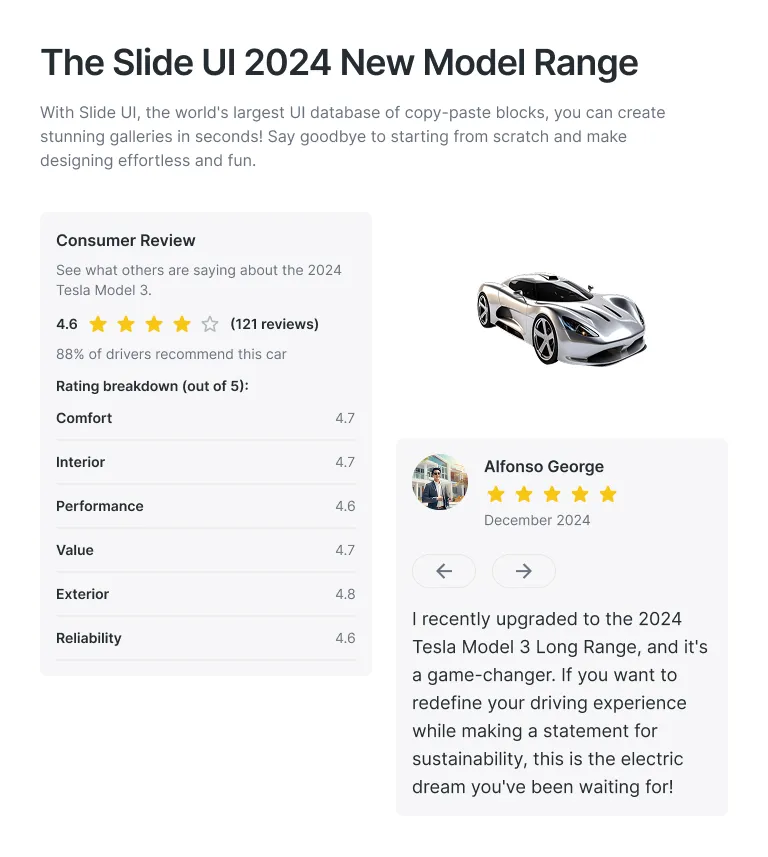 The Slide UI 2024 New Model Range
With Slide UI, the world's largest UI database of copy-paste blocks, you can create
stunning galleries in seconds! Say goodbye to starting from scratch and make
designing effortless and fun.
Consumer Review
See what others are saying about the 2024
Tesla Model 3.
4.6 (121 reviews)
88% of drivers recommend this car
Rating breakdown (out of 5):
Comfort 4.7
Interior 4.7
Performance 4.6
Value 4.7
Exterior 4.8
Reliability 4.6
Alfonso George
December 2024
I recently upgraded to the 2024
Tesla Model 3 Long Range, and it's
a game-changer. If you want to
redefine your driving experience
while making a statement for
sustainability, this is the electric
dream you've been waiting for!